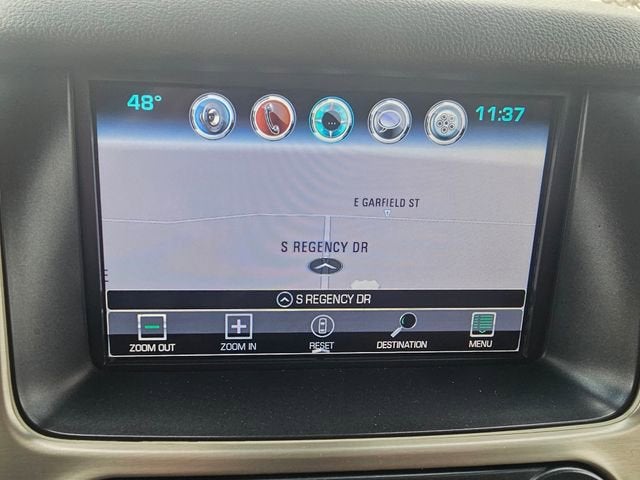 48°
11:37
E GARFIELD ST
S REGENCY DR
E
S REGENCY DR
ZOOM OUT
ZOOM IN
RESET
DESTINATION
MENU